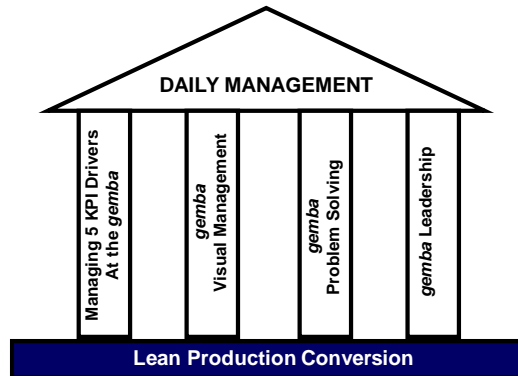 DAILY MANAGEMENT
Managing 5 KPI Drivers
At the gemba
gemba
Visual Management
gemba
Problem Solving
gemba Leadership
Lean Production Conversion